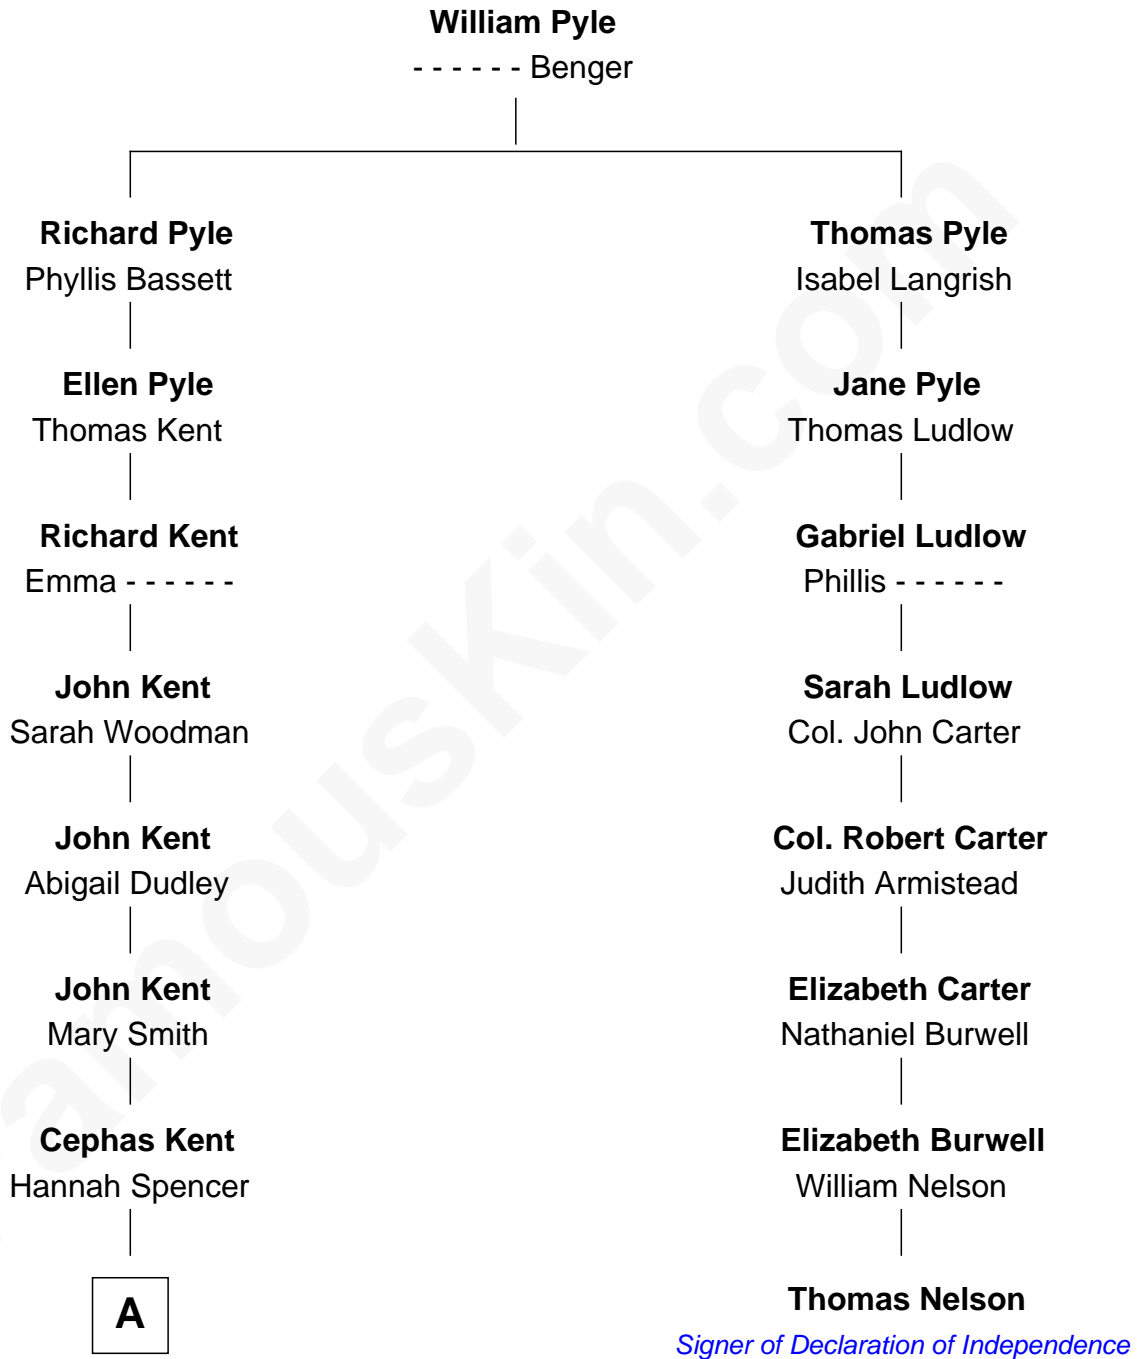 William Pyle
- - - - - - Benger
Richard Pyle
Phyllis Bassett
Thomas Pyle
Isabel Langrish
Ellen Pyle
Thomas Kent
Jane Pyle
Thomas Ludlow
Richard Kent
Emma - - - - - -
Gabriel Ludlow
Phillis - - - - - -
John Kent
Sarah Woodman
Sarah Ludlow
Col. John Carter
John Kent
Abigail Dudley
Col. Robert Carter
Judith Armistead
John Kent
Mary Smith
Elizabeth Carter
Nathaniel Burwell
Cephas Kent
Hannah Spencer
Elizabeth Burwell
William Nelson
A
Thomas Nelson
Signer of Declaration of Independence
amousKin.com